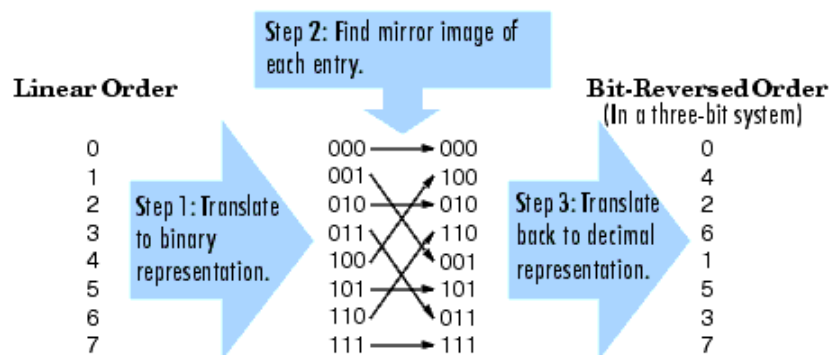 Step 2: Find mirror image of
each entry.
Linear Order
Bit-Reversed Order
(In a three-bit system)
0 000 000 0
1 001 100 4
2 010 010 2
3 011 110 6
4 100 001 1
5 101 101 5
6 110 011 3
7 111 111 7
Step 1: Translate
to binary
representation.
Step 3: Translate
back to decimal
representation.